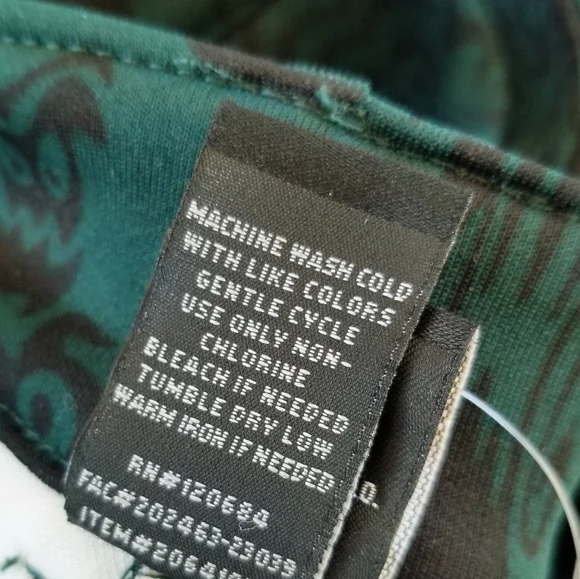 MACHINE WASH COLD
WITH LIKE COLORS
GENTLE CYCLE
USE ONLY NON-
CHLORINE
BLEACH IF NEEDED
TUMBLE DRY LOW
WARM IRON IF NEEDED
RN#120684
FAC#202463-23039